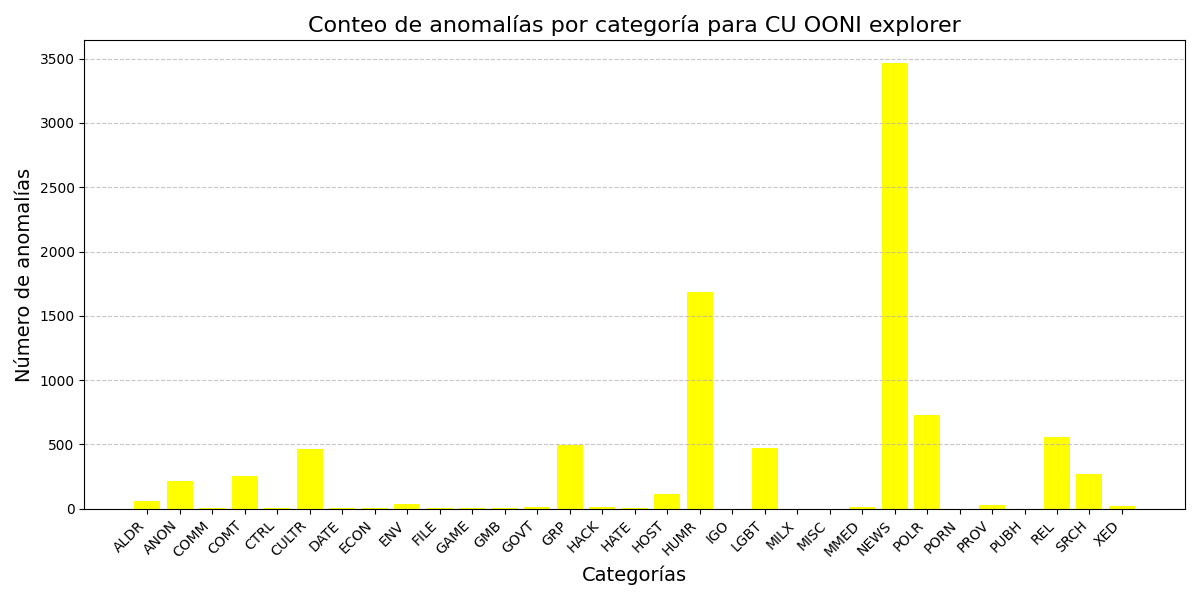 Conteo de anomalías por categoría para CU OONI explorer
Número de anomalías
3500
3000
2500
2000
1500
1000
500
0
ALDR
ANON
COMM
COMT
CTRL
CULTR
DATE
ECON
ENV
FILE
GAME
GMB
GOVT
GRP
HACK
HATE
HOST
HUMR
IGO
LGBT
MILX
MISC
MMED
NEWS
POLR
PORN
PROV
PUBH
REL
SRCH
XED
Categorías